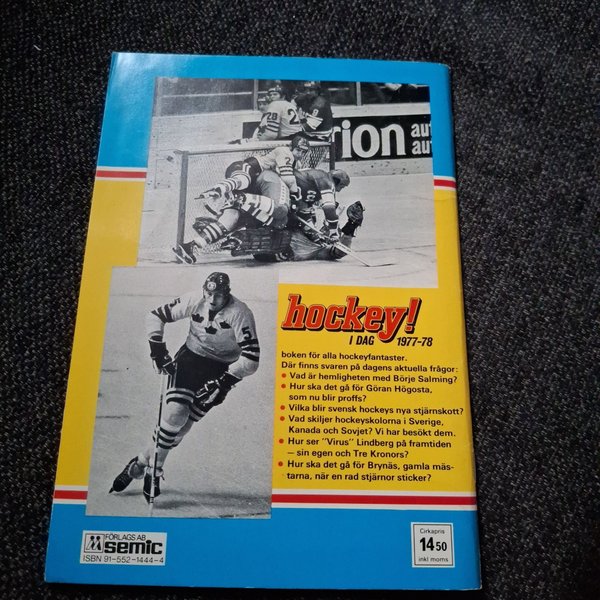 28
rion
au
au
2
5
5
hockey!
I DAG 1977-78
boken för alla hockeyfantaster.
Där finns svaren på dagens aktuella frågor:
● Vad är hemligheten med Börje Salming?
● Hur ska det gå för Göran Högosta,
som nu blir proffs?
● Vilka blir svensk hockeys nya stjärnskott?
● Vad skiljer hockeyskolorna i Sverige,
Kanada och Sovjet? Vi har besökt dem.
● Hur ser "Virus" Lindberg på framtiden
— sin egen och Tre Kronors?
● Hur ska det gå för Brynäs, gamla mäs-
tarna, när en rad stjärnor sticker?
FÖRLAGS AB
semic
ISBN 91-552-1444-4
Cirkapris
14 50
inkl moms